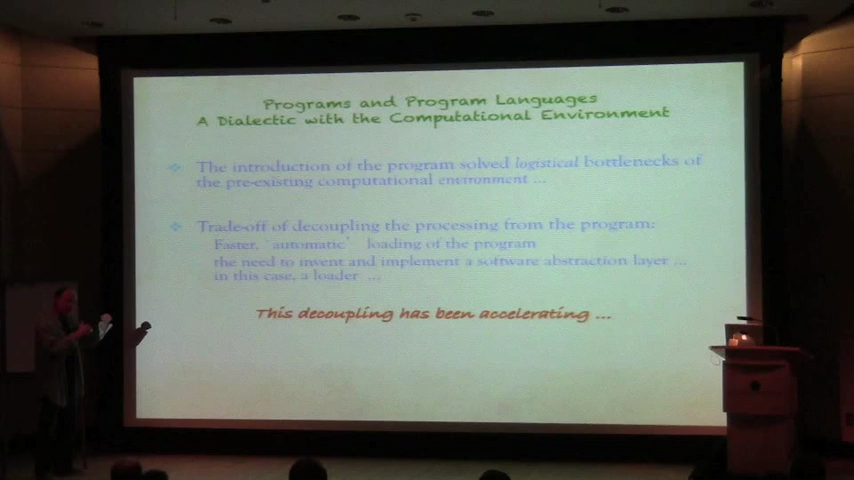 Programs and Program Languages
A Dialectic with the Computational Environment
The introduction of the program solved logistical bottlenecks of
the pre-existing computational environment ...
Trade-off of decoupling the processing from the program:
Faster, 'automatic' loading of the program
the need to invent and implement a software abstraction layer ...
in this case, a loader ...
This decoupling has been accelerating ...